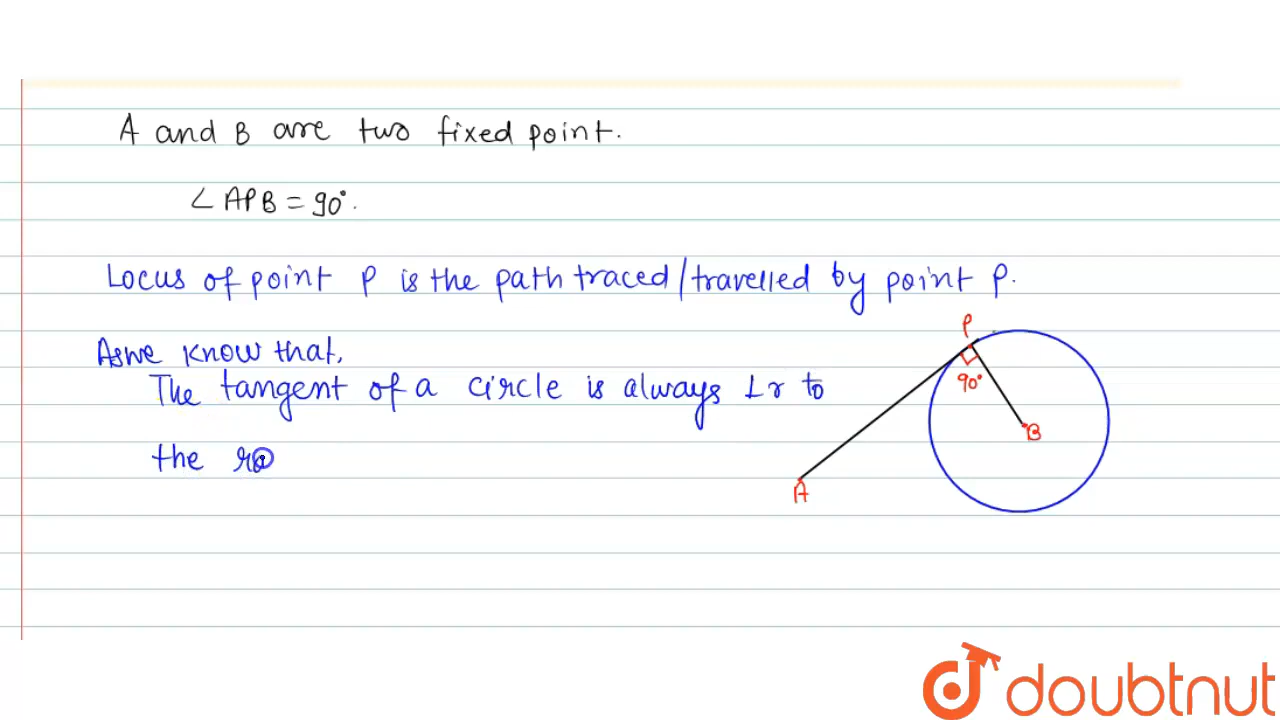 A and B are two fixed point.
∠APB = 90°.
Locus of point P is the path traced/travelled by point P.
As we know that,
The tangent of a circle is always ⊥r to
the ra
P
90°
B
A
doubtnut